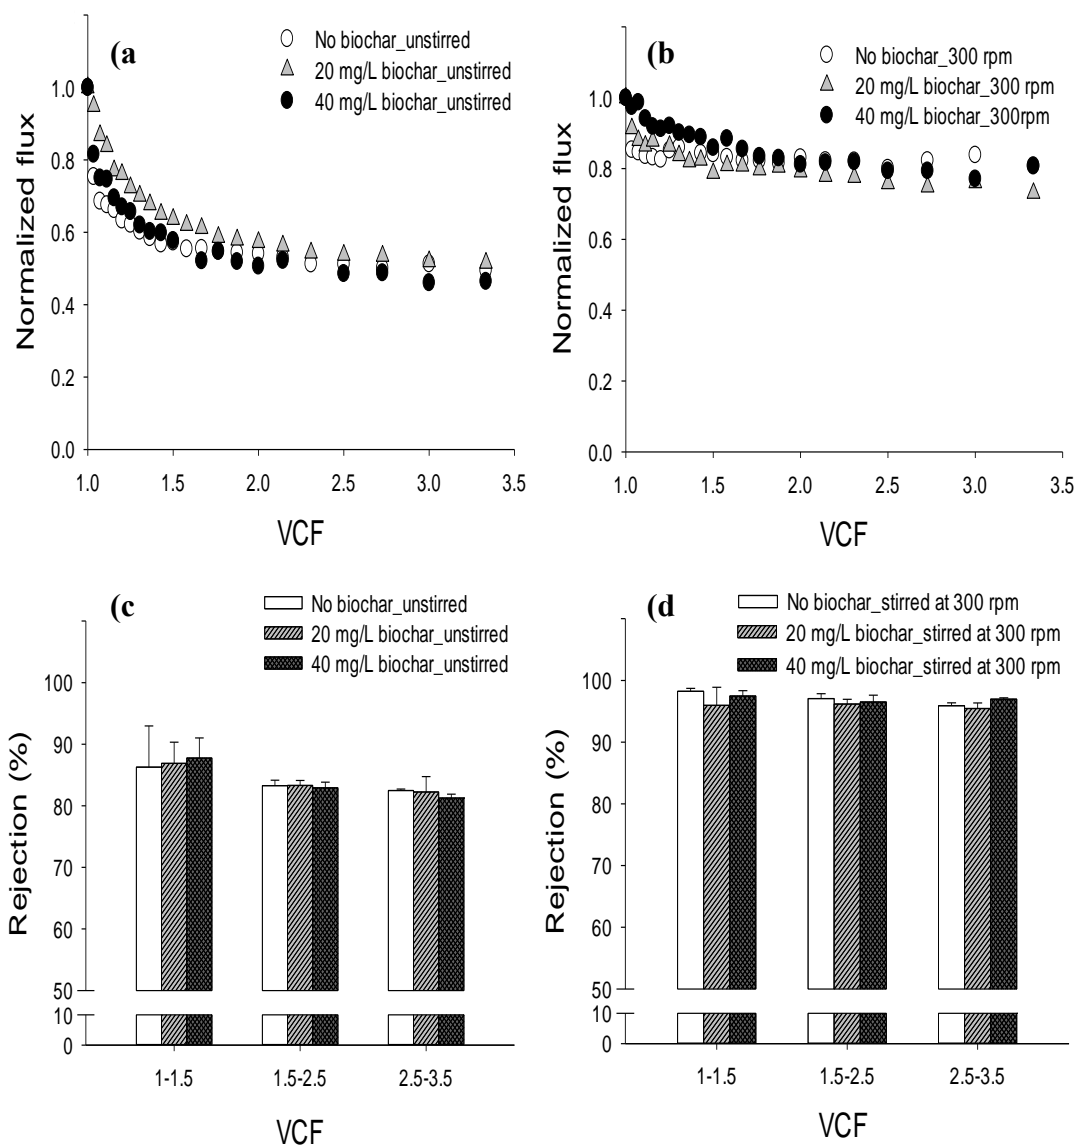 (a
No biochar_unstirred
20 mg/L biochar_unstirred
40 mg/L biochar_unstirred
Normalized flux
1.0
0.8
0.6
0.4
0.2
0.0
1.0 1.5 2.0 2.5 3.0 3.5
VCF
(b
No biochar_300 rpm
20 mg/L biochar_300 rpm
40 mg/L biochar_300rpm
Normalized flux
1.0
0.8
0.6
0.4
0.2
0.0
1.0 1.5 2.0 2.5 3.0 3.5
VCF
(c
No biochar_unstirred
20 mg/L biochar_unstirred
40 mg/L biochar_unstirred
Rejection (%)
100
90
80
70
60
50
10
0
1-1.5 1.5-2.5 2.5-3.5
VCF
(d
No biochar_stirred at 300 rpm
20 mg/L biochar_stirred at 300 rpm
40 mg/L biochar_stirred at 300 rpm
Rejection (%)
100
90
80
70
60
50
10
0
1-1.5 1.5-2.5 2.5-3.5
VCF